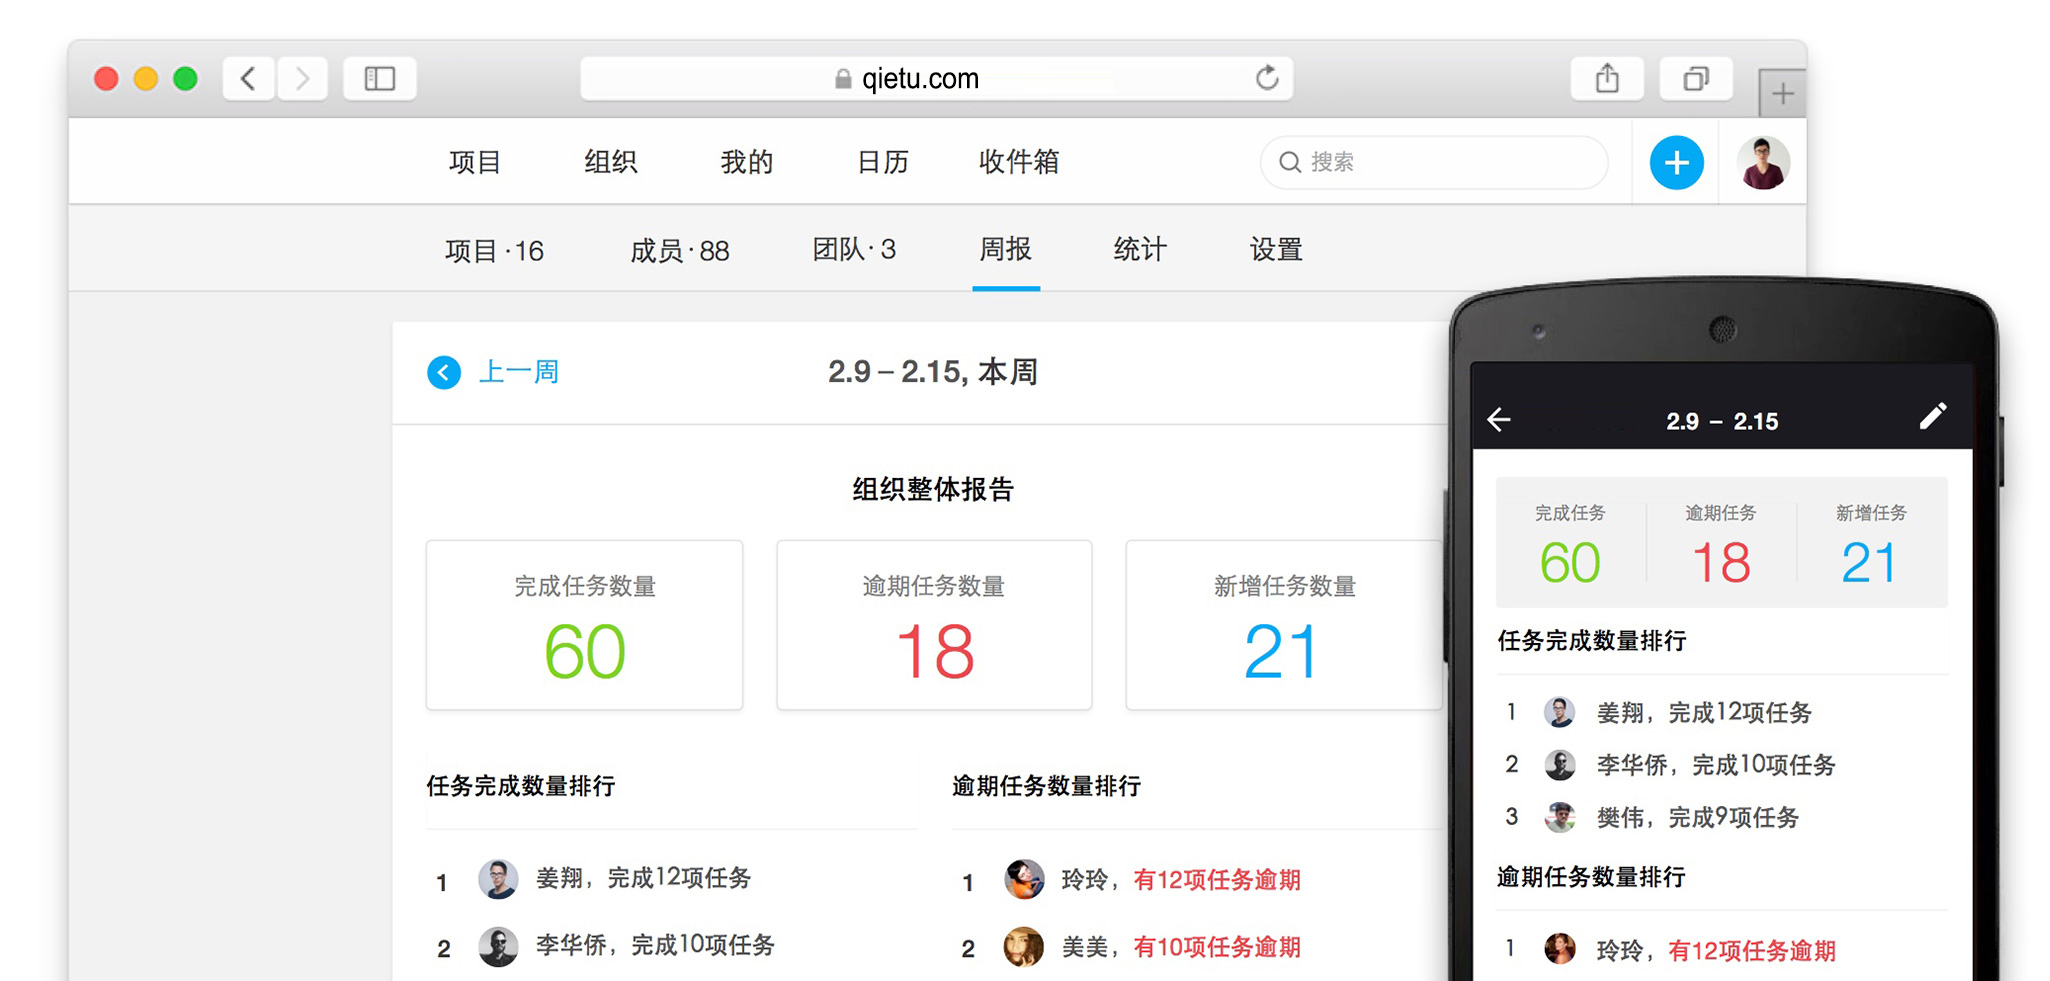 qietu.com
项目 组织 我的 日历 收件箱 搜索
项目·16 成员·88 团队·3 周报 统计 设置
上一周 2.9 – 2.15, 本周
组织整体报告
完成任务数量 逾期任务数量 新增任务数量
60 18 21
任务完成数量排行 逾期任务数量排行
1 姜翔，完成12项任务 1 玲玲，有12项任务逾期
2 李华侨，完成10项任务 2 美美，有10项任务逾期
2.9 – 2.15
完成任务 逾期任务 新增任务
60 18 21
任务完成数量排行
1 姜翔，完成12项任务
2 李华侨，完成10项任务
3 樊伟，完成9项任务
逾期任务数量排行
1 玲玲，有12项任务逾期